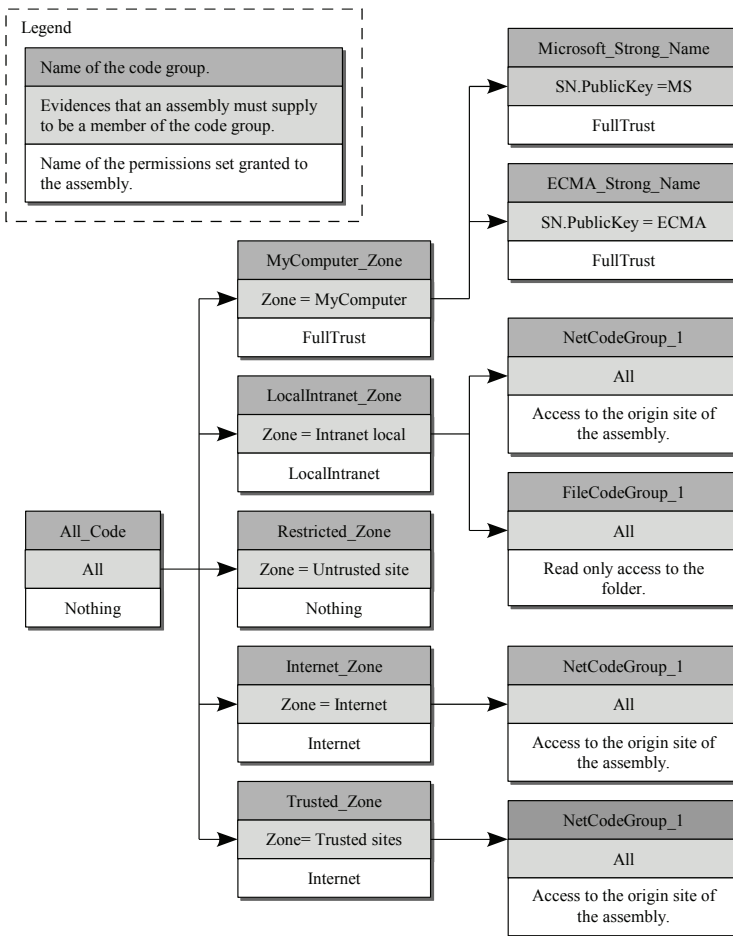 Legend
Name of the code group.
Evidences that an assembly must supply
to be a member of the code group.
Name of the permissions set granted to
the assembly.
All_Code
All
Nothing
MyComputer_Zone
Zone = MyComputer
FullTrust
LocalIntranet_Zone
Zone = Intranet local
LocalIntranet
Restricted_Zone
Zone = Untrusted site
Nothing
Internet_Zone
Zone = Internet
Internet
Trusted_Zone
Zone= Trusted sites
Internet
Microsoft_Strong_Name
SN.PublicKey =MS
FullTrust
ECMA_Strong_Name
SN.PublicKey = ECMA
FullTrust
NetCodeGroup_1
All
Access to the origin site of
the assembly.
FileCodeGroup_1
All
Read only access to the
folder.
NetCodeGroup_1
All
Access to the origin site of
the assembly.
NetCodeGroup_1
All
Access to the origin site of
the assembly.